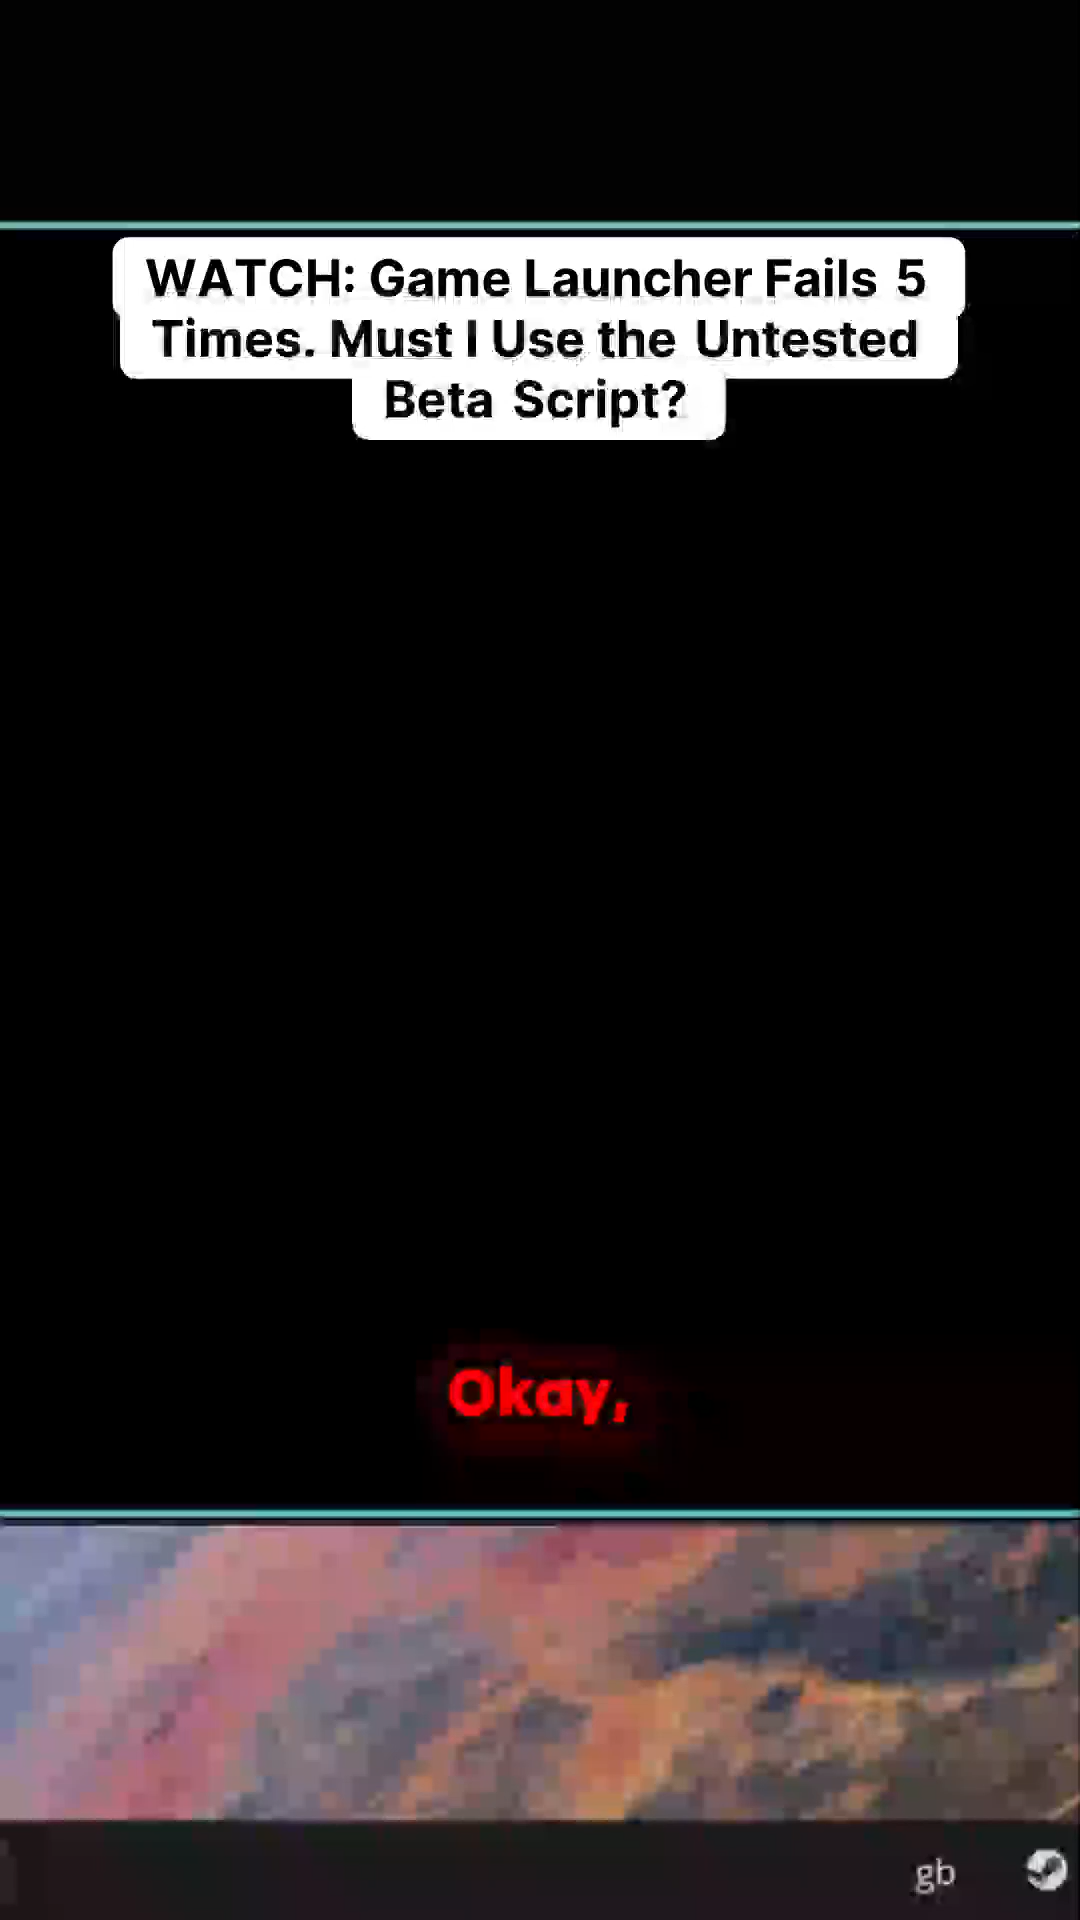 WATCH: Game Launcher Fails 5
Times. Must I Use the Untested
Beta Script?
Okay,
gb